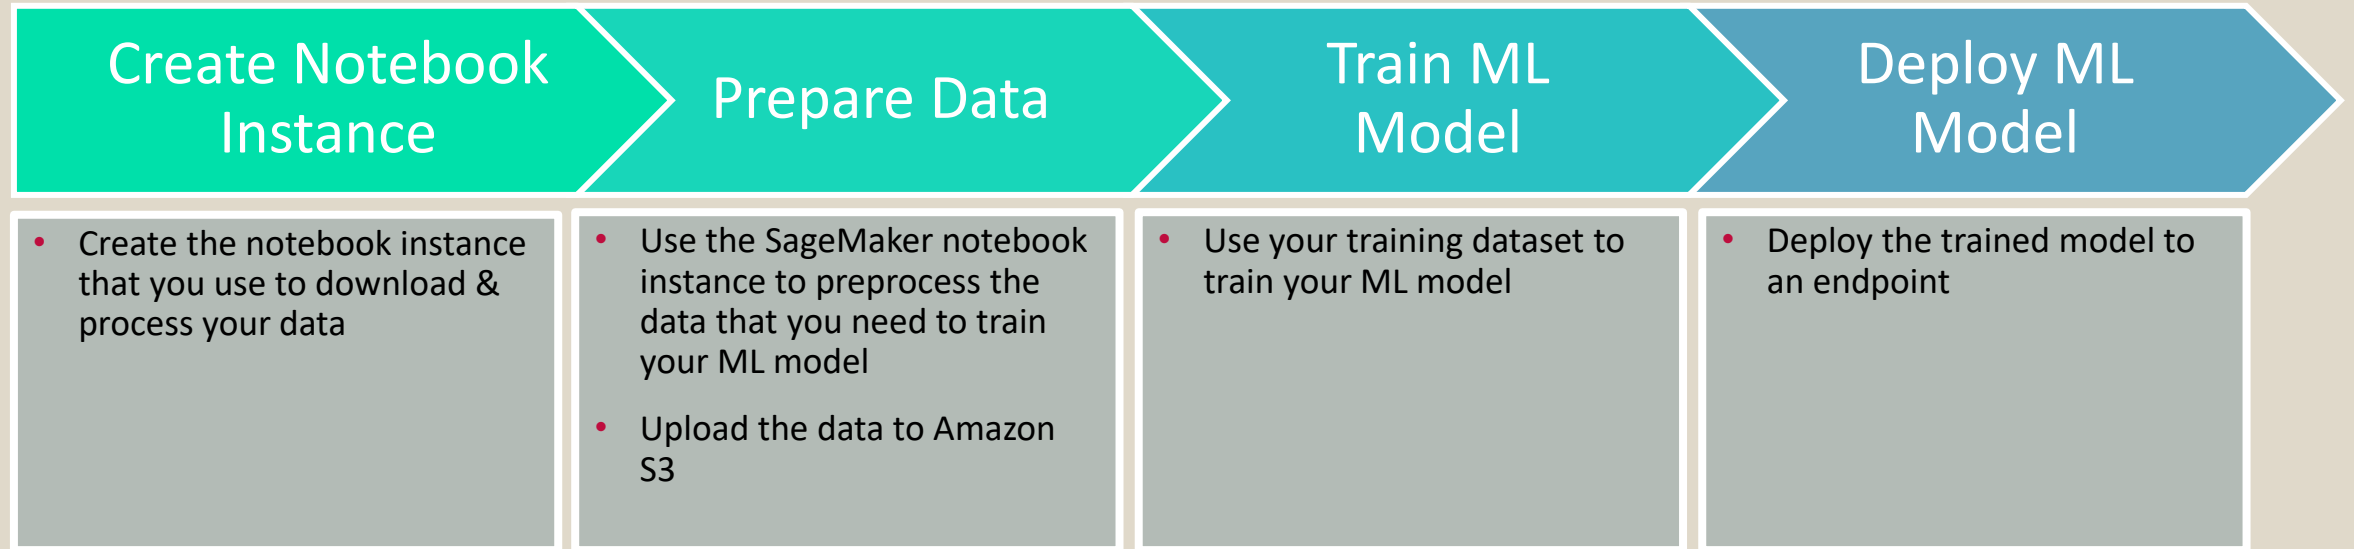 Create Notebook
Instance
Prepare Data
Train ML
Model
Deploy ML
Model
• Create the notebook instance
that you use to download &
process your data
• Use the SageMaker notebook
instance to preprocess the
data that you need to train
your ML model
• Upload the data to Amazon
S3
• Use your training dataset to
train your ML model
• Deploy the trained model to
an endpoint